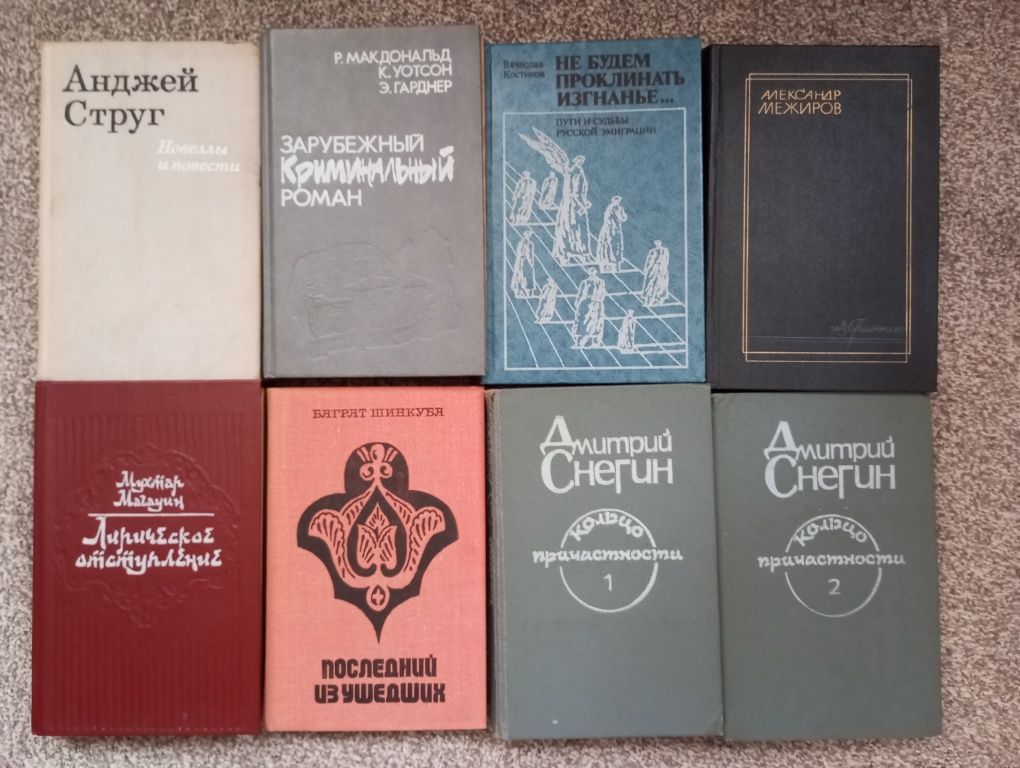 Анджей
Струг
Новеллы
и повести
Р. МАКДОНАЛЬД
К. УОТСОН
Э. ГАРДНЕР
ЗАРУБЕЖНЫЙ
КРИМИНАЛЬНЫЙ
РОМАН
Вячеслав
Костиков
НЕ БУДЕМ
ПРОКЛИНАТЬ
ИЗГНАНЬЕ...
ПУТИ И СУДЬБЫ
РУССКОЙ ЭМИГРАЦИИ
АЛЕКСАНДР
МЕЖИРОВ
избранное
Мухтар
Магауин
Лирическое
отступление
БАГРАТ ШИНКУБА
ПОСЛЕДНИЙ
ИЗ УШЕДШИХ
Дмитрий
Снегин
кольцо
причастности
1
Дмитрий
Снегин
кольцо
причастности
2